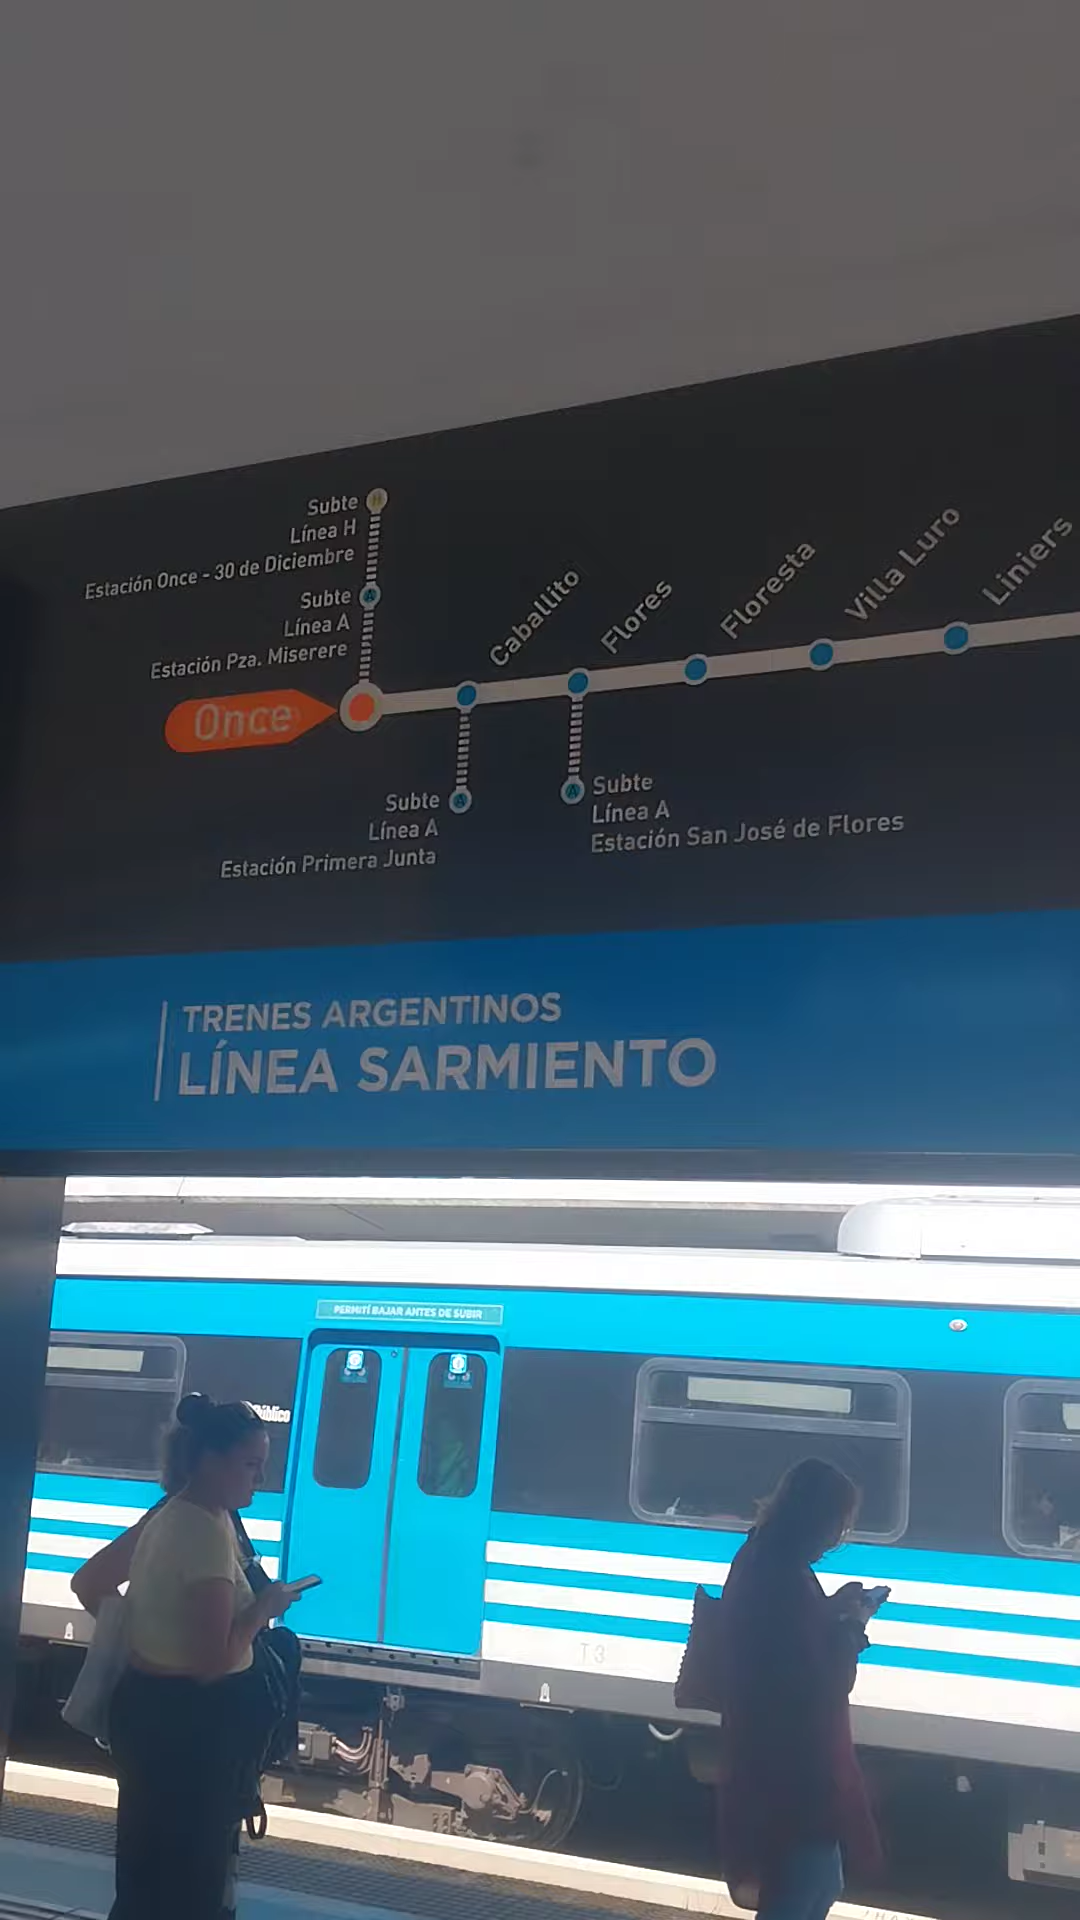 Subte
Línea H
Estación Once - 30 de Diciembre
Subte
Línea A
Estación Pza. Miserere
Once
Caballito
Flores
Floresta
Villa Luro
Liniers
Subte
Línea A
Estación Primera Junta
Subte
Línea A
Estación San José de Flores
TRENES ARGENTINOS
LÍNEA SARMIENTO
PERMITÍ BAJAR ANTES DE SUBIR
T3